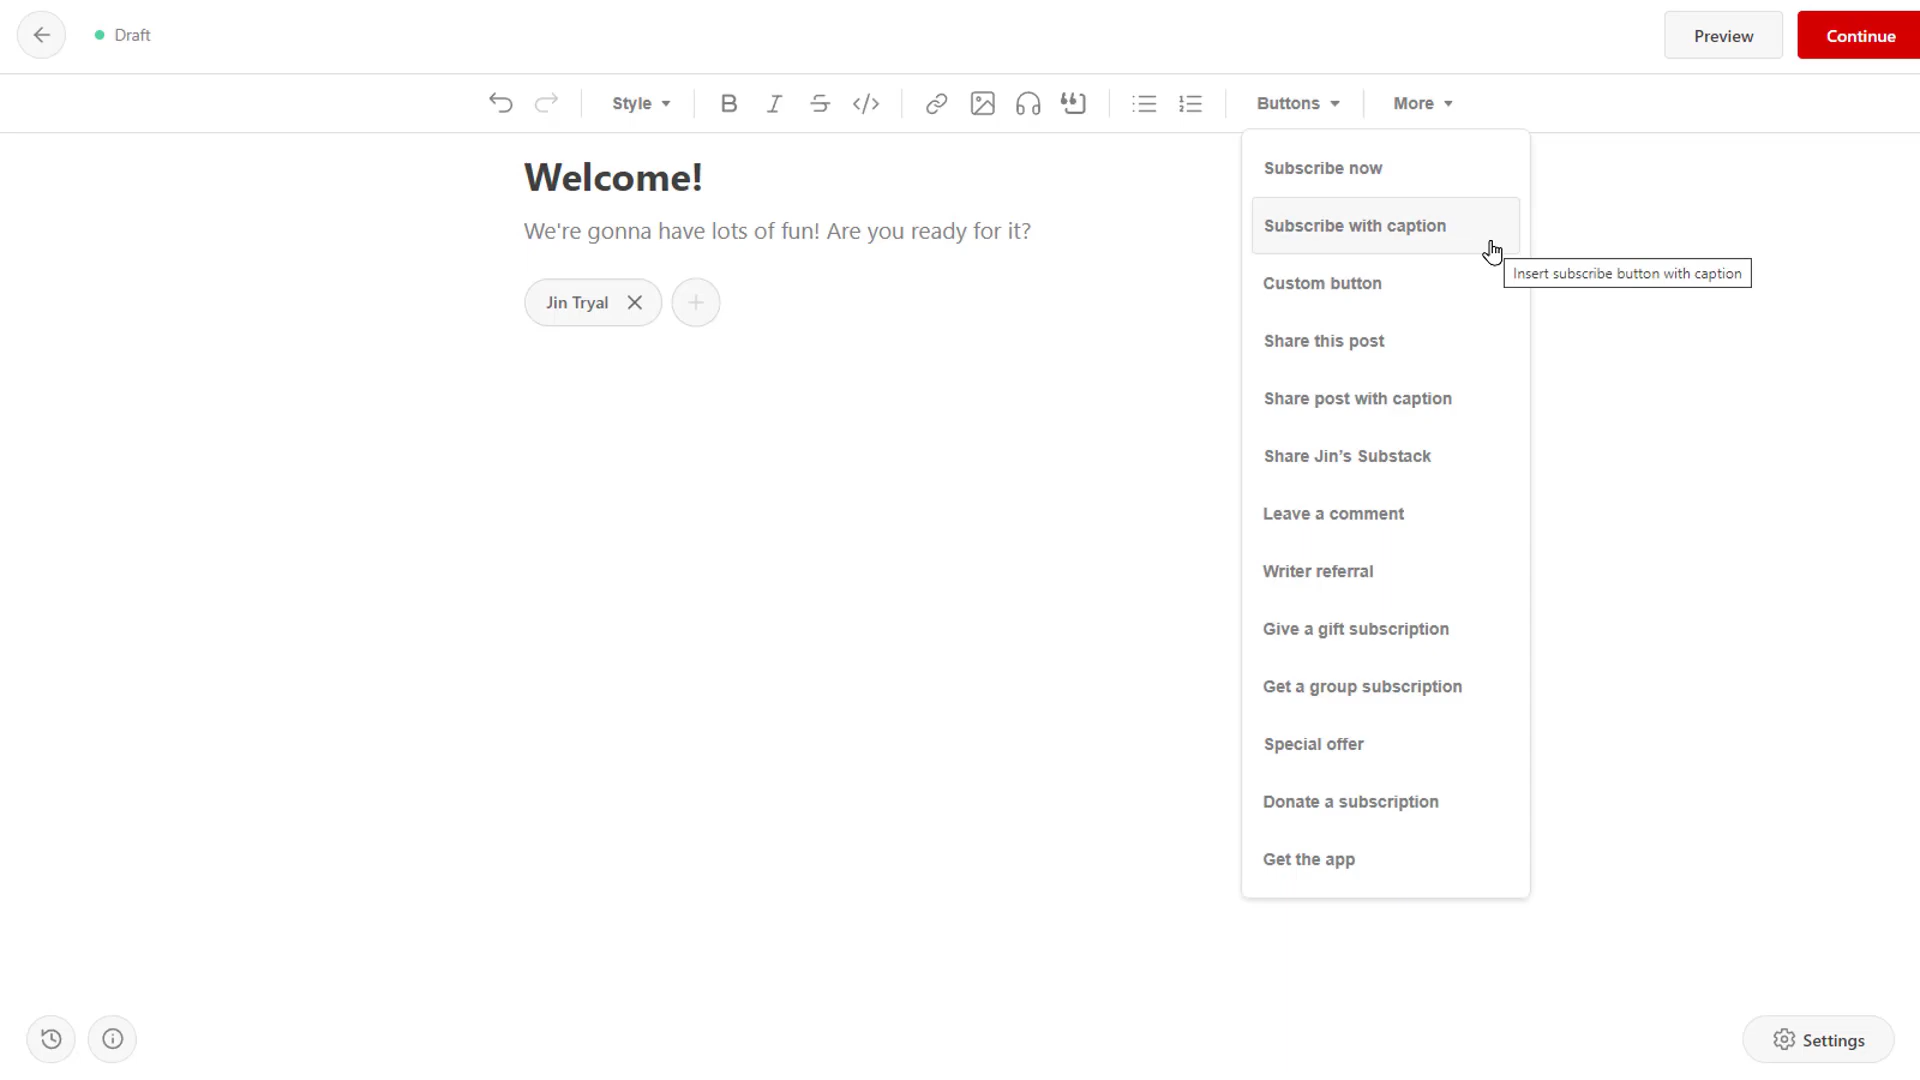 Draft
Preview
Continue
Style
Buttons
More
Welcome!
We're gonna have lots of fun! Are you ready for it?
Jin Tryal
Subscribe now
Subscribe with caption
Insert subscribe button with caption
Custom button
Share this post
Share post with caption
Share Jin’s Substack
Leave a comment
Writer referral
Give a gift subscription
Get a group subscription
Special offer
Donate a subscription
Get the app
Settings